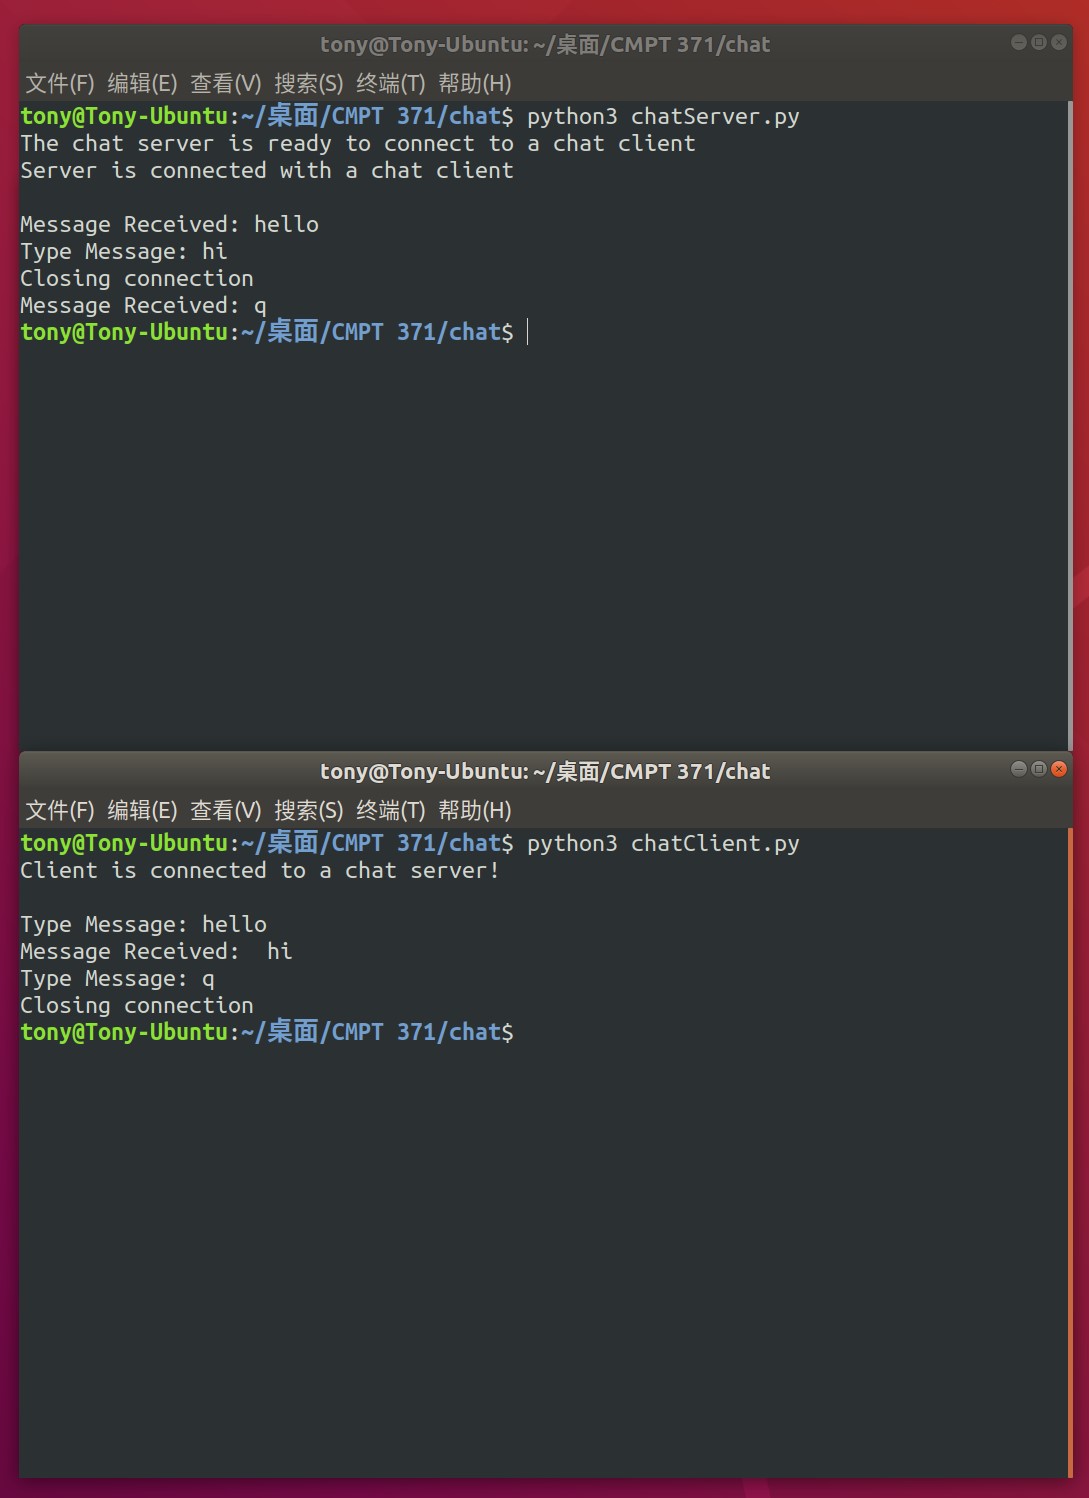 tony@Tony-Ubuntu: ~/桌面/CMPT 371/chat
文件(F) 编辑(E) 查看(V) 搜索(S) 终端(T) 帮助(H)
tony@Tony-Ubuntu:~/桌面/CMPT 371/chat$ python3 chatServer.py
The chat server is ready to connect to a chat client
Server is connected with a chat client
Message Received: hello
Type Message: hi
Closing connection
Message Received: q
tony@Tony-Ubuntu:~/桌面/CMPT 371/chat$
tony@Tony-Ubuntu: ~/桌面/CMPT 371/chat
文件(F) 编辑(E) 查看(V) 搜索(S) 终端(T) 帮助(H)
tony@Tony-Ubuntu:~/桌面/CMPT 371/chat$ python3 chatClient.py
Client is connected to a chat server!
Type Message: hello
Message Received:  hi
Type Message: q
Closing connection
tony@Tony-Ubuntu:~/桌面/CMPT 371/chat$